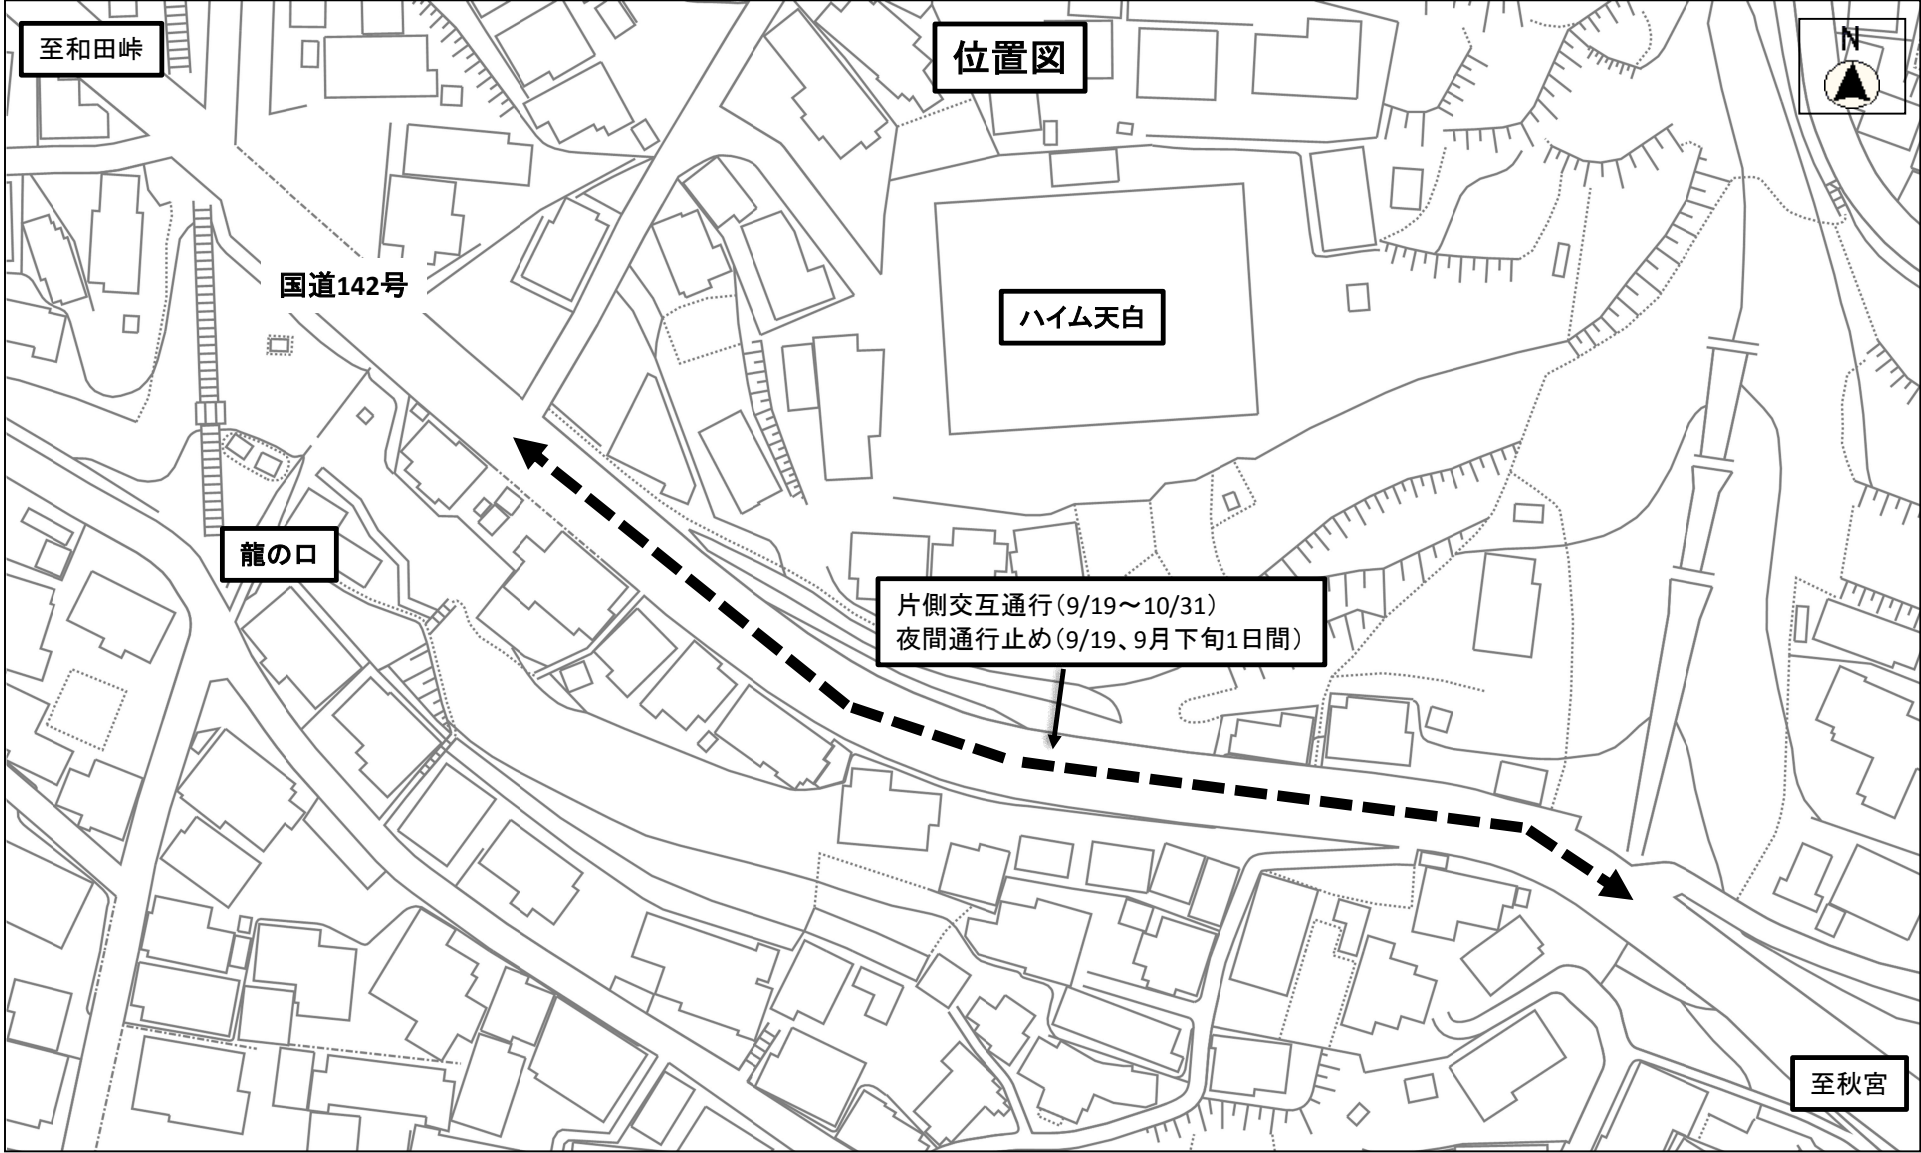 至和田峠
位置図
N
国道142号
ハイム天白
龍の口
片側交互通行(9/19～10/31)
夜間通行止め(9/19、9月下旬1日間)
至秋宮